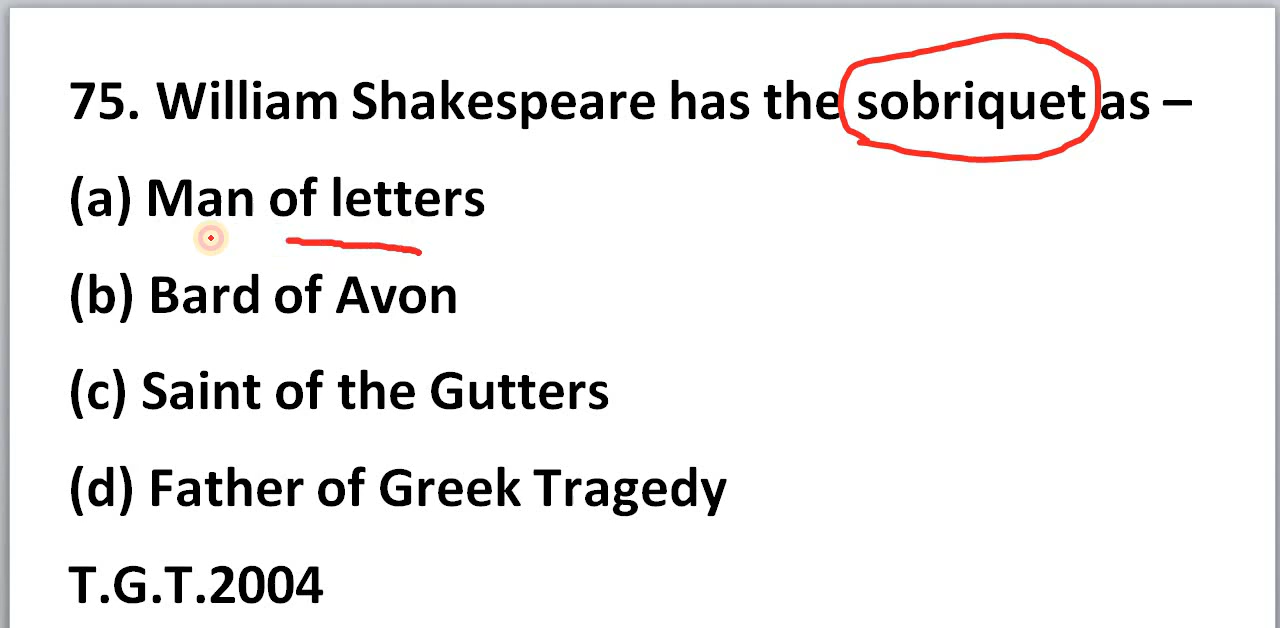 75. William Shakespeare has the sobriquet as –
(a) Man of letters
(b) Bard of Avon
(c) Saint of the Gutters
(d) Father of Greek Tragedy
T.G.T.2004